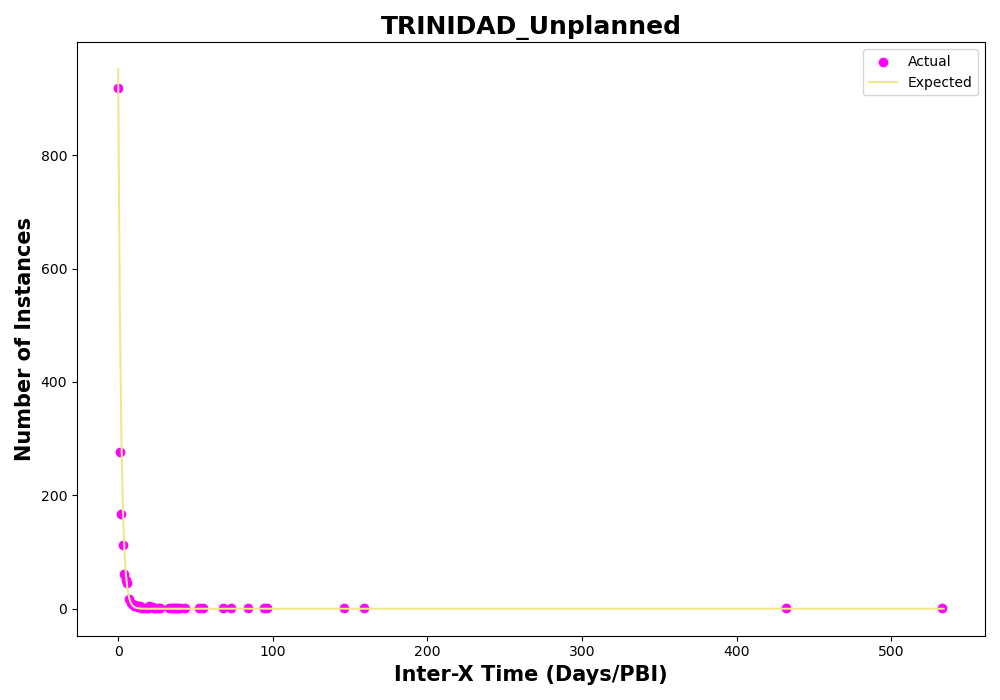 TRINIDAD_Unplanned
Actual
Expected
Number of Instances
800
600
400
200
0
0 100 200 300 400 500
Inter-X Time (Days/PBI)